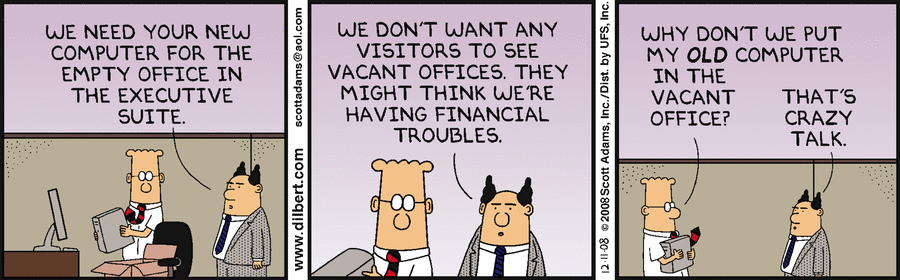 WE NEED YOUR NEW
COMPUTER FOR THE
EMPTY OFFICE IN
THE EXECUTIVE
SUITE.
www.dilbert.com
scottadams@aol.com
WE DON'T WANT ANY
VISITORS TO SEE
VACANT OFFICES. THEY
MIGHT THINK WE'RE
HAVING FINANCIAL
TROUBLES.
12-11-08 ©2008 Scott Adams, Inc./Dist. by UFS, Inc.
WHY DON'T WE PUT
MY OLD COMPUTER
IN THE
VACANT
OFFICE?
THAT'S
CRAZY
TALK.